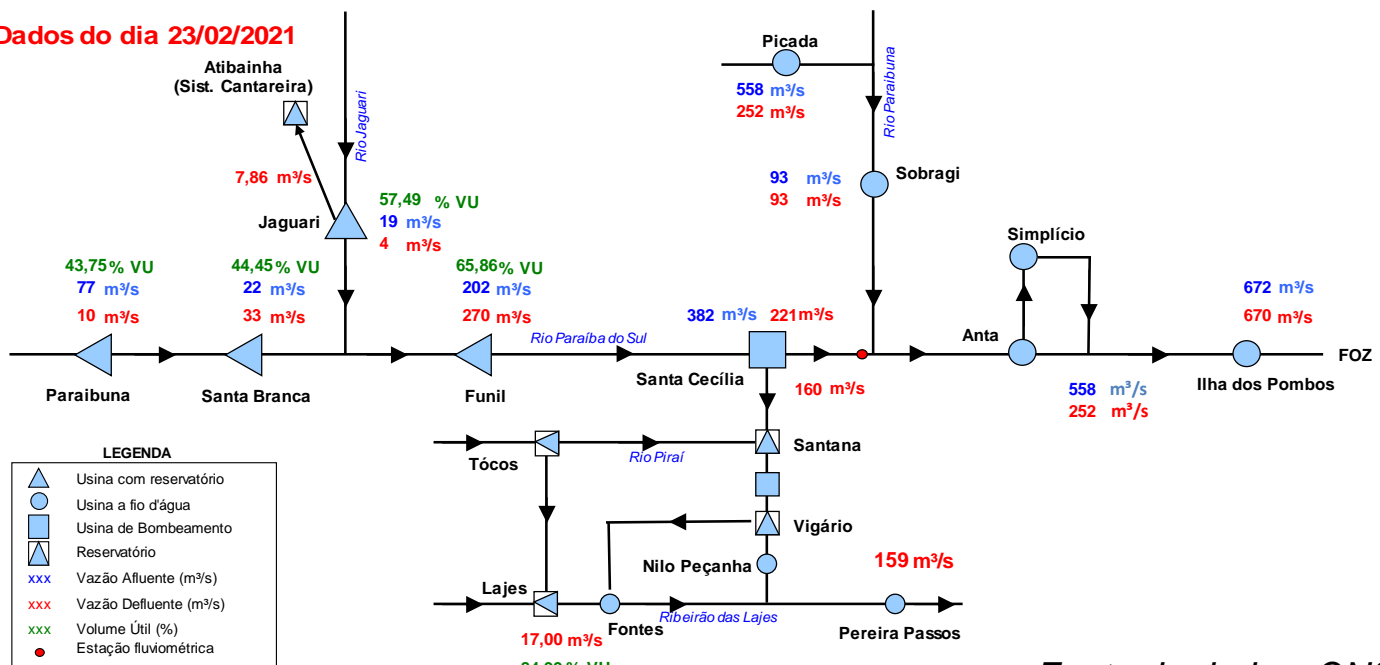 Dados do dia 23/02/2021
Atibainha
(Sist. Cantareira)
Rio Jaguari
7,86 m³/s
Jaguari
57,49 % VU
19 m³/s
4 m³/s
Picada
558 m³/s
252 m³/s
Rio Paraibuna
93 m³/s
93 m³/s
Sobragi
43,75 % VU
77 m³/s
10 m³/s
Paraibuna
44,45 % VU
22 m³/s
33 m³/s
Santa Branca
65,86 % VU
202 m³/s
270 m³/s
Funil
Rio Paraíba do Sul
382 m³/s 221 m³/s
Santa Cecília
160 m³/s
Simplício
Anta
558 m³/s
252 m³/s
672 m³/s
670 m³/s
Ilha dos Pombos
FOZ
Tócos
Rio Piraí
Santana
Vigário
Nilo Peçanha
159 m³/s
Lajes
Fontes
Ribeirão das Lajes
Pereira Passos
17,00 m³/s
LEGENDA
Usina com reservatório
Usina a fio d'água
Usina de Bombeamento
Reservatório
xxx Vazão Afluente (m³/s)
xxx Vazão Defluente (m³/s)
xxx Volume Útil (%)
Estação fluviométrica